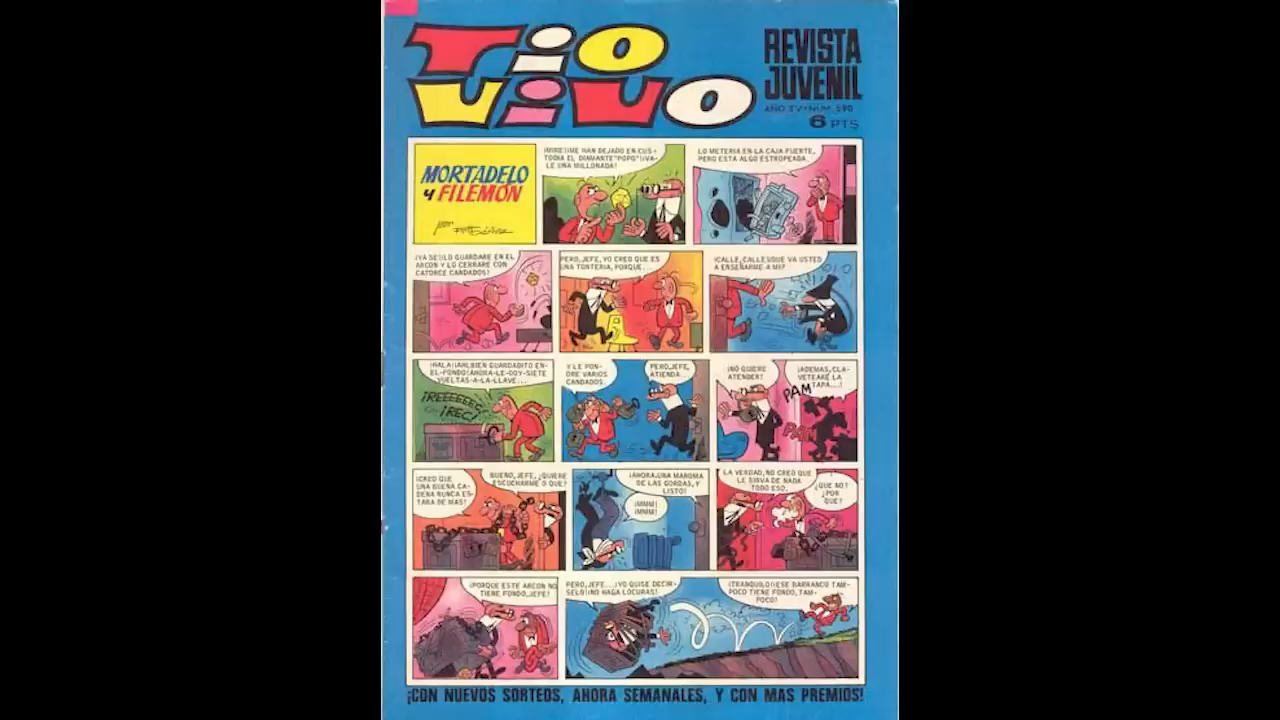 TIO
VIVO
REVISTA
JUVENIL
AÑO XV · NUM. 590
6 PTS
MORTADELO
y FILEMON
por
¡MIRE! ¡ME HAN DEJADO EN CUS-
TODIA EL DIAMANTE "POPO"! ¡VA-
LE UNA MILLONADA!
LO METERIA EN LA CAJA FUERTE,
PERO ESTA ALGO ESTROPEADA.
¡YA SE! ¡LO GUARDARE EN EL
ARCON Y LO CERRARE CON
CATORCE CANDADOS!
PERO, JEFE, YO CREO QUE ES
UNA TONTERIA, PORQUE...
¡CALLE, CALLE! ¡QUE VA USTED
A ENSEÑARME A MI?
¡HALA! ¡AHI, BIEN GUARDADITO EN-
EL-FONDO! ¡AHORA-LE-DOY-SIETE
VUELTAS-A-LA-LLAVE...
¡REEEEEEC!
¡REC!
Y LE PON-
DRE VARIOS
CANDADOS.
PERO, JEFE,
ATIENDA...
¡NO QUIERE
ATENDER!
¡ADEMAS, CLA-
VETEARE LA
TAPA...!
PAM
PAM
¡CREO QUE
UNA BUENA CA-
DENA NUNCA ES-
TARA DE MAS!
BUENO, JEFE, ¿QUIERE
ESCUCHARME O QUE?
¡AHORA, UNA MAROMA
DE LAS GORDAS, Y
LISTO!
¡MMM!
¡MMM!
LA VERDAD, NO CREO QUE
LE SIRVA DE NADA
TODO ESO.
¿QUE NO?
¿POR
QUE?
¡PORQUE ESTE ARCON NO
TIENE FONDO, JEFE!
PERO, JEFE... ¡YO QUISE DECIR-
SELO! ¡NO HAGA LOCURAS!
¡TRANQUILO! ¡ESE BARRANCO TAM-
POCO TIENE FONDO, TAM-
POCO!
¡CON NUEVOS SORTEOS, AHORA SEMANALES, Y CON MAS PREMIOS!